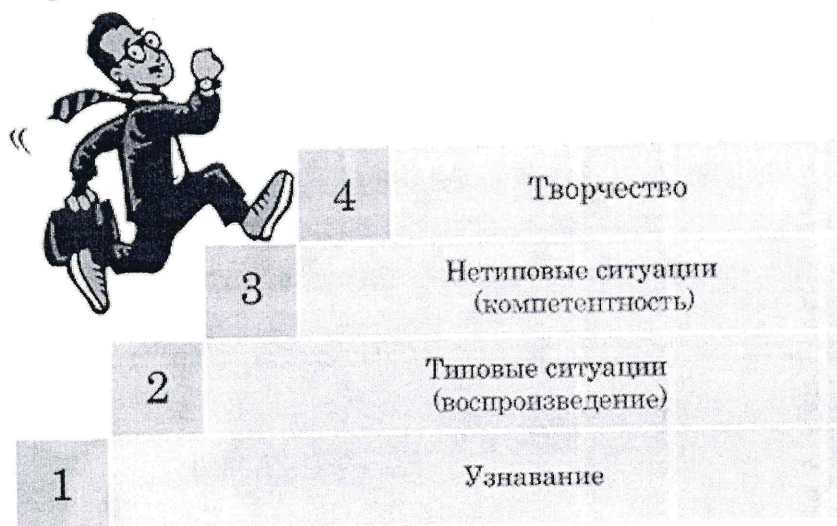 4
Творчество
3
Нетиповые ситуации
(компетентность)
2
Типовые ситуации
(воспроизведение)
1
Узнавание